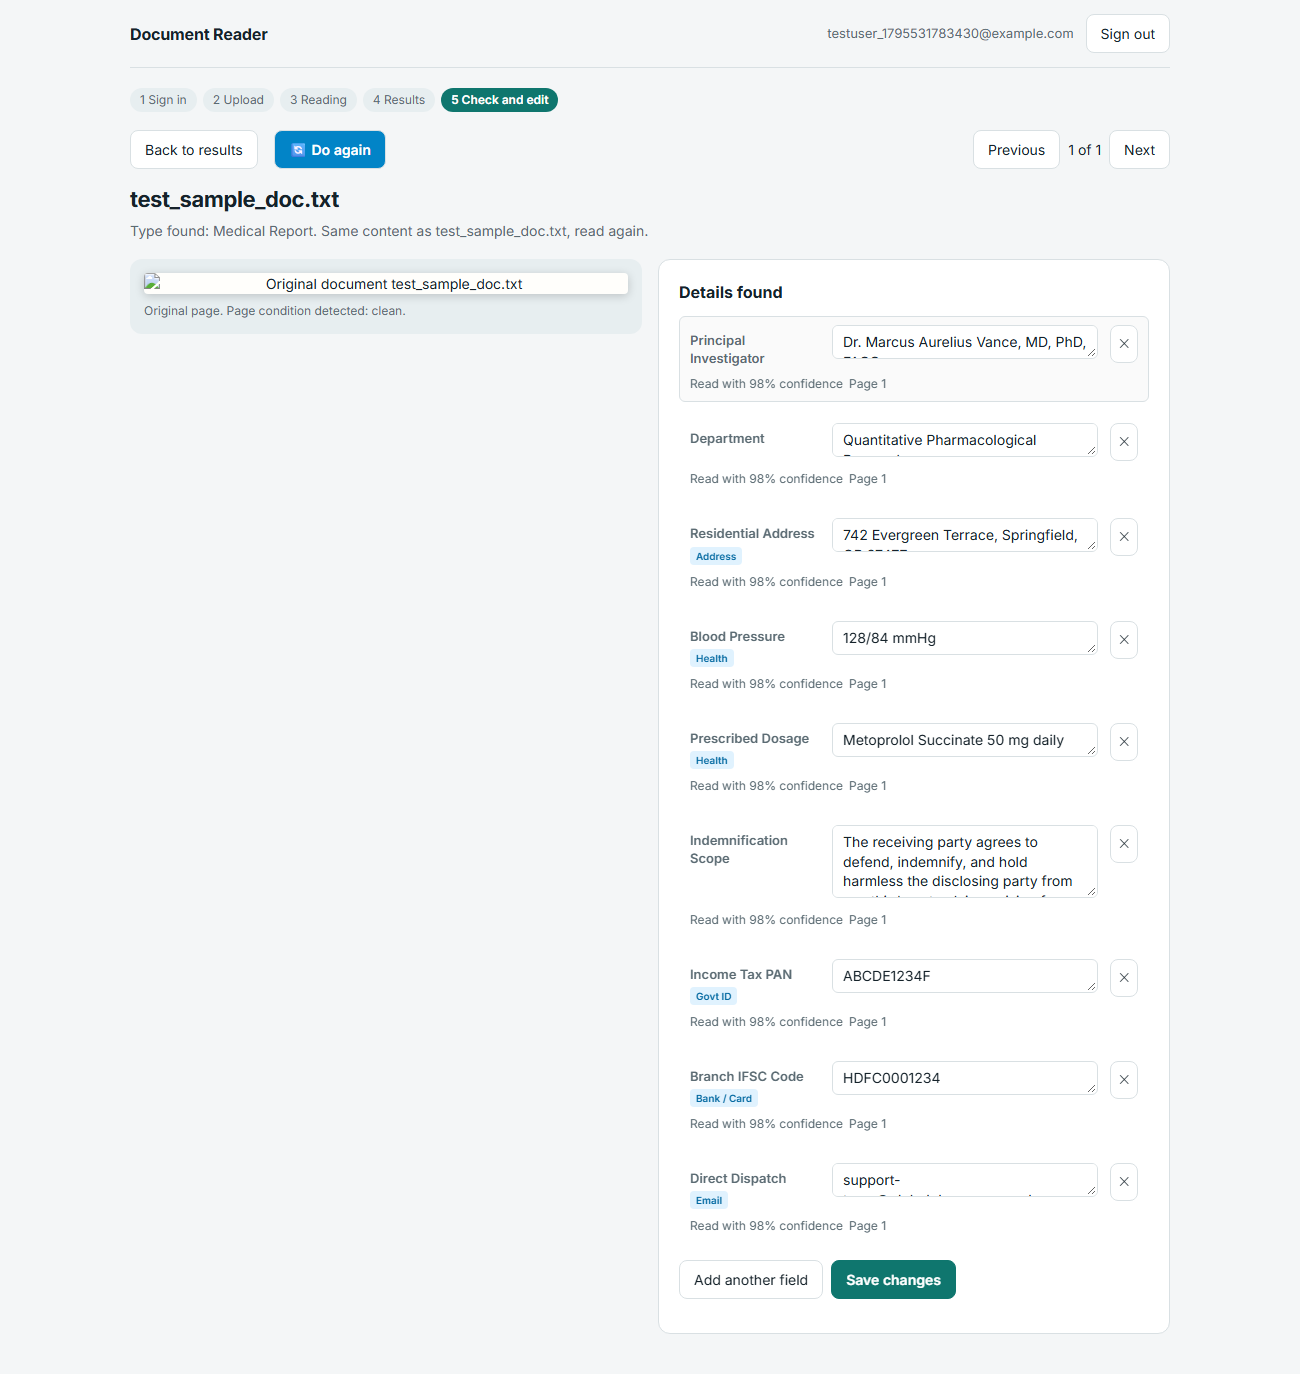 Document Reader
testuser_1795531783430@example.com
Sign out
1 Sign in
2 Upload
3 Reading
4 Results
5 Check and edit
Back to results
Do again
Previous
1 of 1
Next
test_sample_doc.txt
Type found: Medical Report. Same content as test_sample_doc.txt, read again.
Original document test_sample_doc.txt
Original page. Page condition detected: clean.
Details found
Principal
Investigator
Dr. Marcus Aurelius Vance, MD, PhD,
Read with 98% confidence Page 1
Department
Quantitative Pharmacological
Read with 98% confidence Page 1
Residential Address
Address
742 Evergreen Terrace, Springfield,
Read with 98% confidence Page 1
Blood Pressure
Health
128/84 mmHg
Read with 98% confidence Page 1
Prescribed Dosage
Health
Metoprolol Succinate 50 mg daily
Read with 98% confidence Page 1
Indemnification
Scope
The receiving party agrees to
defend, indemnify, and hold
harmless the disclosing party from
Read with 98% confidence Page 1
Income Tax PAN
Govt ID
ABCDE1234F
Read with 98% confidence Page 1
Branch IFSC Code
Bank / Card
HDFC0001234
Read with 98% confidence Page 1
Direct Dispatch
Email
support-
Read with 98% confidence Page 1
Add another field
Save changes